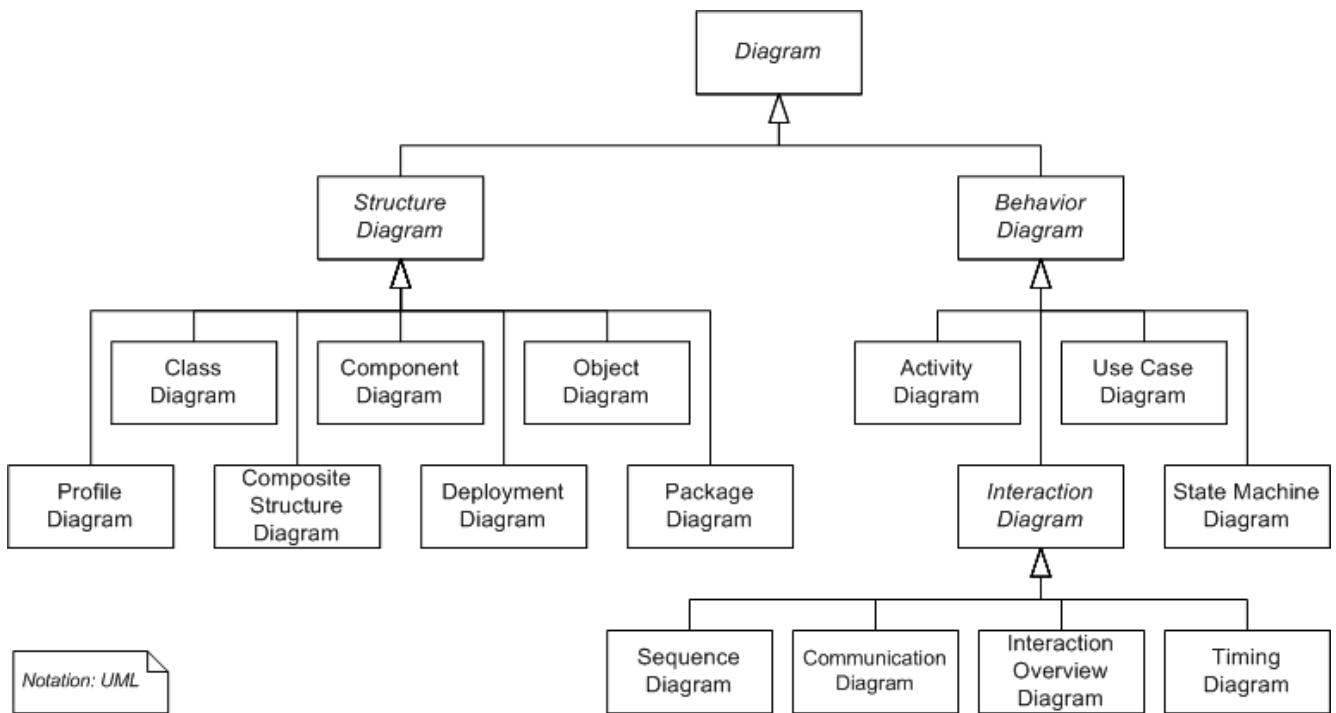 Diagram
Structure
Diagram
Behavior
Diagram
Class
Diagram
Component
Diagram
Object
Diagram
Activity
Diagram
Use Case
Diagram
Profile
Diagram
Composite
Structure
Diagram
Deployment
Diagram
Package
Diagram
Interaction
Diagram
State Machine
Diagram
Sequence
Diagram
Communication
Diagram
Interaction
Overview
Diagram
Timing
Diagram
Notation: UML